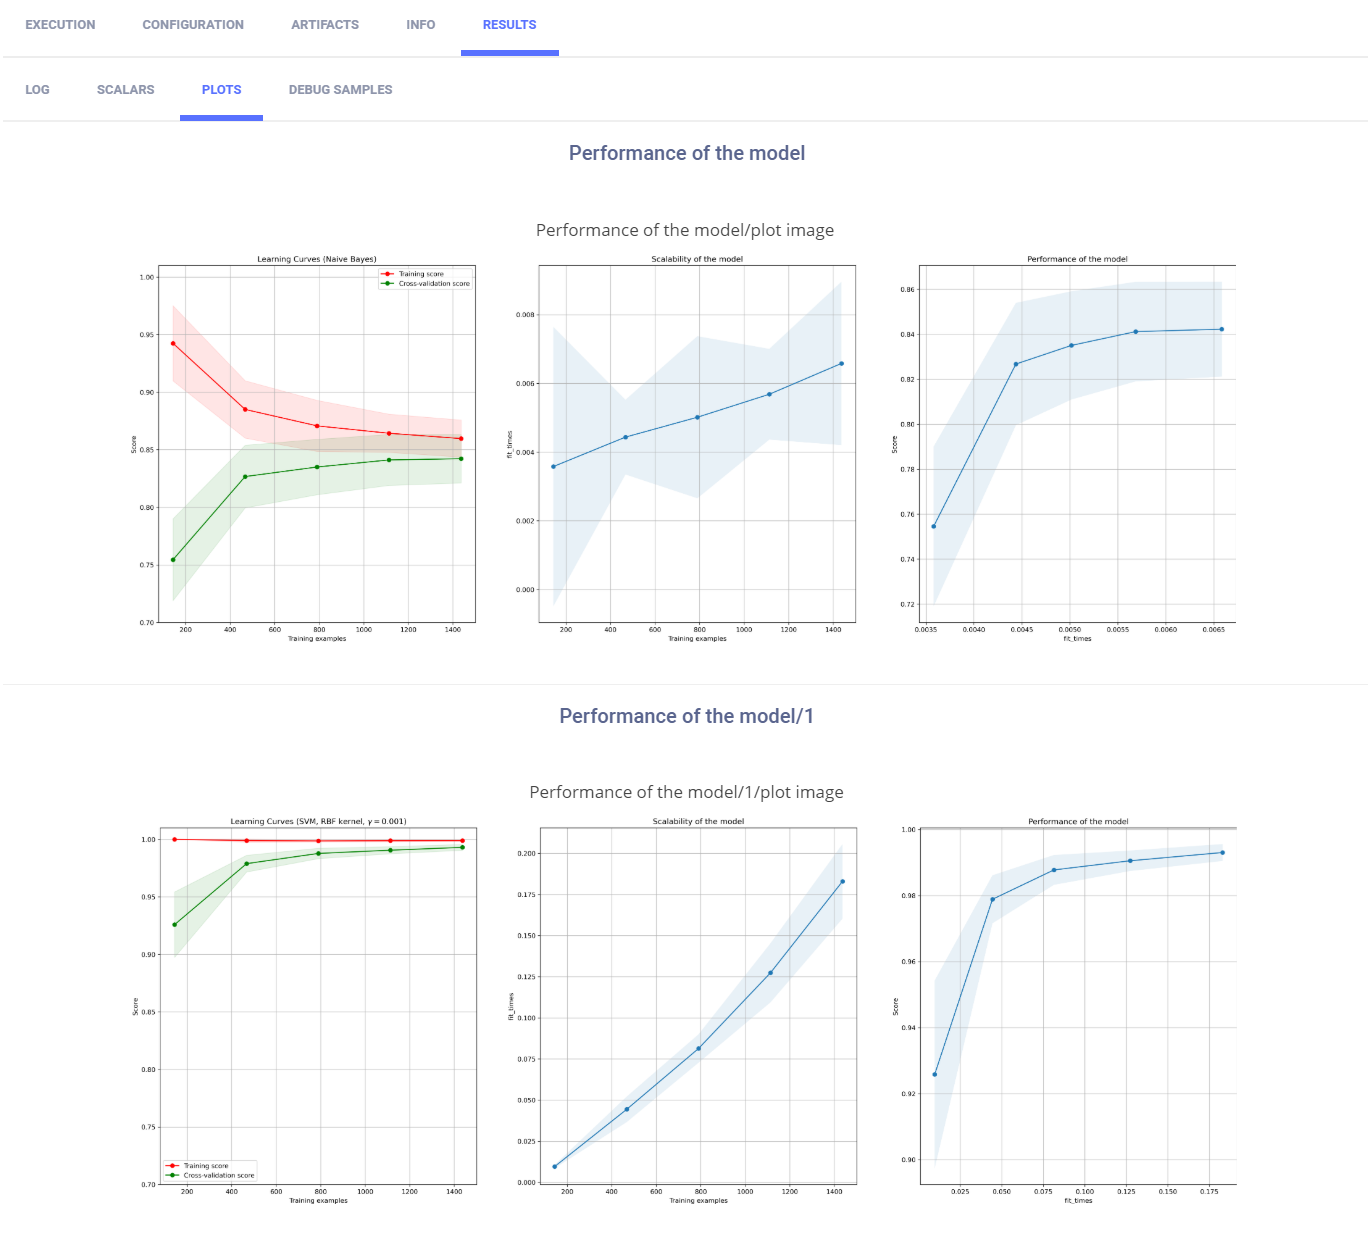 EXECUTION CONFIGURATION ARTIFACTS INFO RESULTS
LOG SCALARS PLOTS DEBUG SAMPLES
Performance of the model
Performance of the model/plot image
Learning Curves (Naive Bayes)
Training score
Cross-validation score
1.00
0.95
0.90
0.85
0.80
0.75
0.70
Score
200 400 600 800 1000 1200 1400
Training examples
Scalability of the model
0.008
0.006
0.004
0.002
0.000
fit_times
200 400 600 800 1000 1200 1400
Training examples
Performance of the model
0.86
0.84
0.82
0.80
0.78
0.76
0.74
0.72
Score
0.0035 0.0040 0.0045 0.0050 0.0055 0.0060 0.0065
fit_times
Performance of the model/1
Performance of the model/1/plot image
Learning Curves (SVM, RBF kernel, γ = 0.001)
1.00
0.95
0.90
0.85
0.80
0.75
0.70
Score
Training score
Cross-validation score
200 400 600 800 1000 1200 1400
Training examples
Scalability of the model
0.200
0.175
0.150
0.125
0.100
0.075
0.050
0.025
0.000
fit_times
200 400 600 800 1000 1200 1400
Training examples
Performance of the model
1.00
0.98
0.96
0.94
0.92
0.90
Score
0.025 0.050 0.075 0.100 0.125 0.150 0.175
fit_times